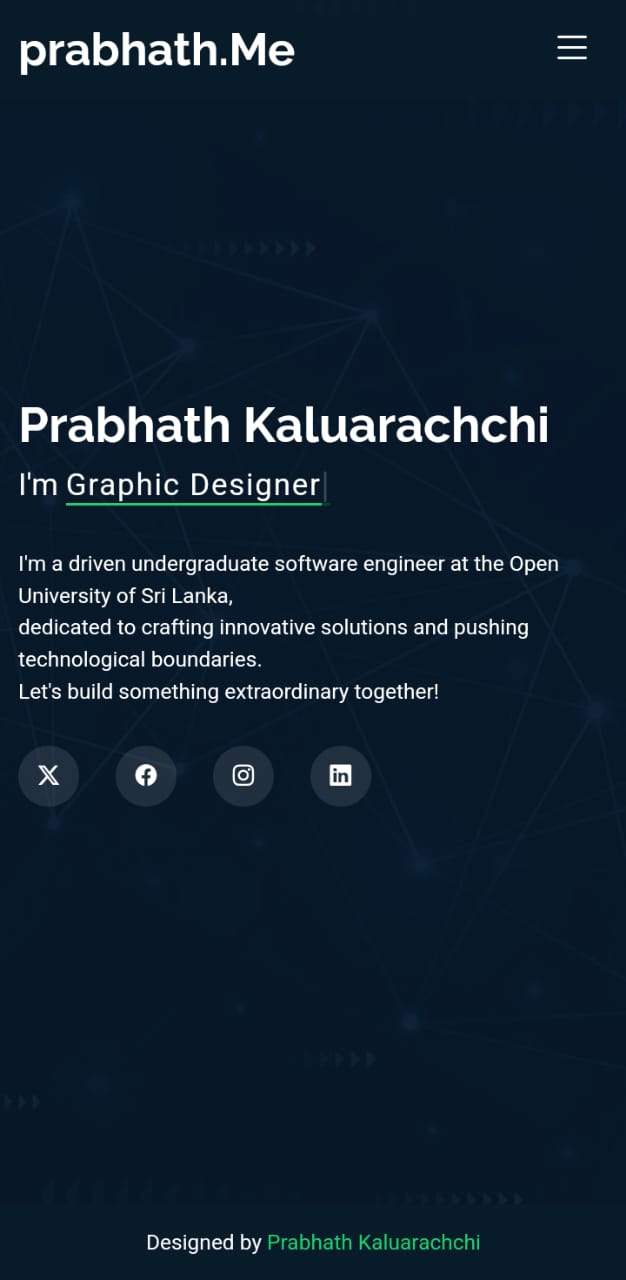 prabhath.Me
Prabhath Kaluarachchi
I'm Graphic Designer
I'm a driven undergraduate software engineer at the Open
University of Sri Lanka,
dedicated to crafting innovative solutions and pushing
technological boundaries.
Let's build something extraordinary together!
Designed by Prabhath Kaluarachchi